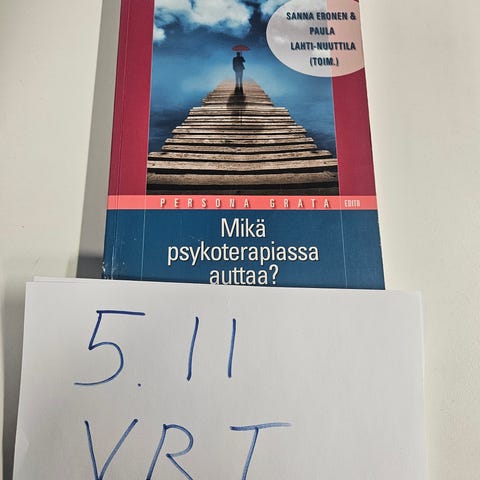 SANNA ERONEN &
PAULA
LAHTI-NUUTTILA
(TOIM.)
PERSONA GRATA EDITA
Mikä
psykoterapiassa
auttaa?
5.11
VRT